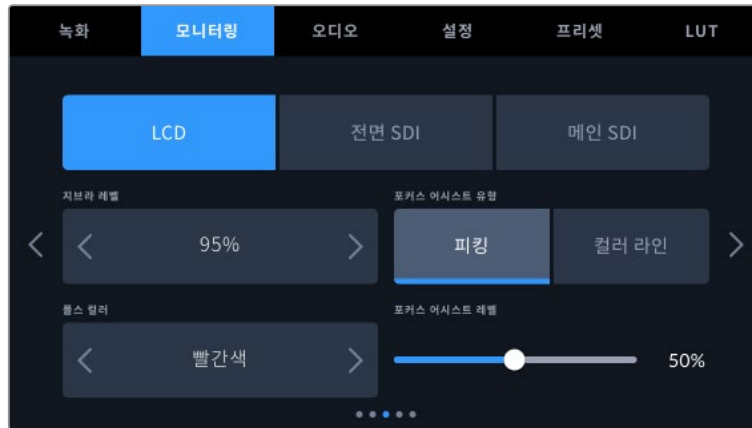 녹화 모니터링 오디오 설정 프리셋 LUT
LCD 전면 SDI 메인 SDI
지브라 레벨 포커스 어시스트 유형
95% 피킹 컬러 라인
폴스 컬러 포커스 어시스트 레벨
빨간색 50%